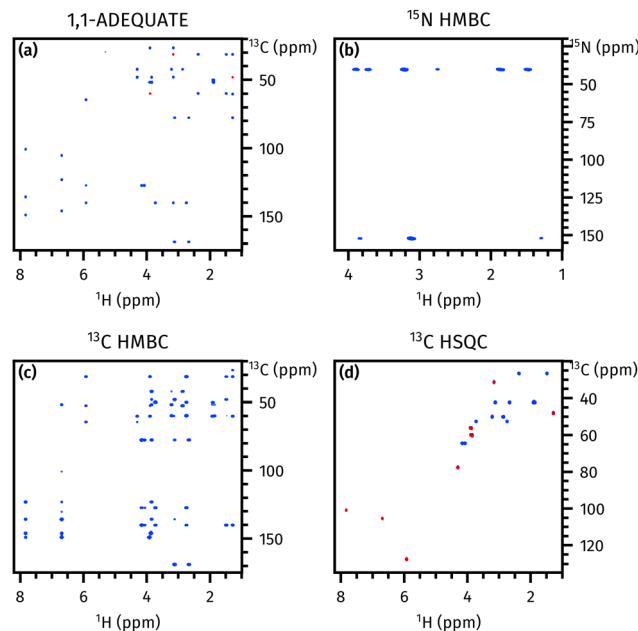 1,1-ADEQUATE
(a)
¹³C (ppm)
50
100
150
8 6 4 2
¹H (ppm)
¹⁵N HMBC
(b)
¹⁵N (ppm)
50
75
100
125
150
4 3 2 1
¹H (ppm)
¹³C HMBC
(c)
¹³C (ppm)
50
100
150
8 6 4 2
¹H (ppm)
¹³C HSQC
(d)
¹³C (ppm)
40
60
80
100
120
8 6 4 2
¹H (ppm)